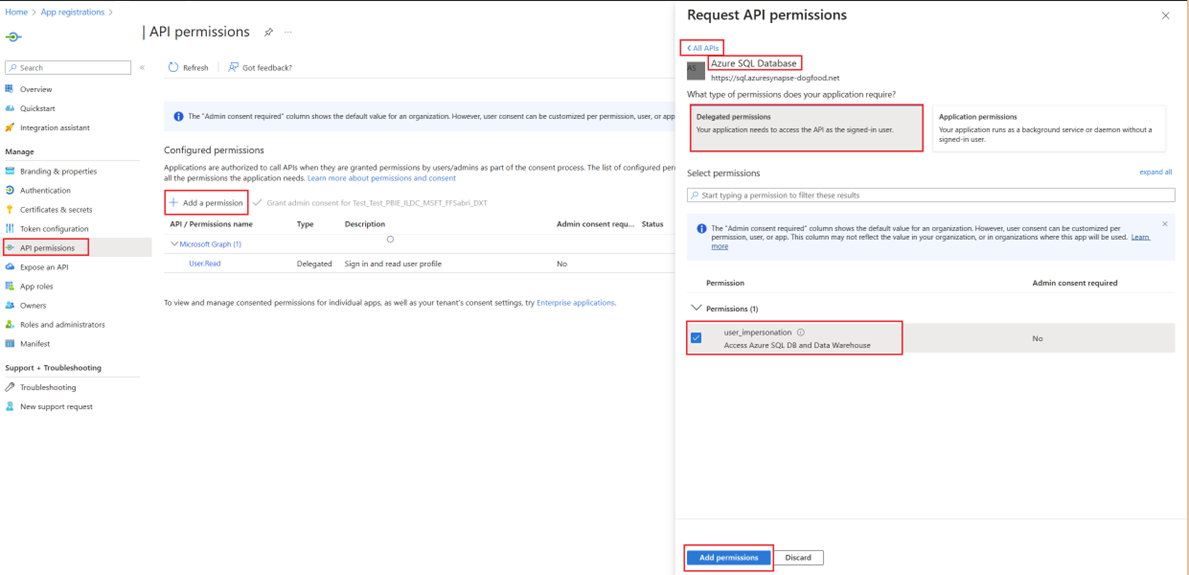 Home > App registrations >
| API permissions
Search
«
Overview
Quickstart
Integration assistant
Manage
Branding & properties
Authentication
Certificates & secrets
Token configuration
API permissions
Expose an API
App roles
Owners
Roles and administrators
Manifest
Support + Troubleshooting
Troubleshooting
New support request
Refresh | Got feedback?
The "Admin consent required" column shows the default value for an organization. However, user consent can be customized per permission, user, or app
Configured permissions
Applications are authorized to call APIs when they are granted permissions by users/admins as part of the consent process. The list of configured per
all the permissions the application needs. Learn more about permissions and consent
Add a permission Grant admin consent for Test_Test_PBIE_ILDC_MSFT_FFSabri_DXT
API / Permissions name Type Description Admin consent requ... Status
Microsoft Graph (1)
User.Read Delegated Sign in and read user profile No
To view and manage consented permissions for individual apps, as well as your tenant's consent settings, try Enterprise applications.
Request API permissions
All APIs
AS
Azure SQL Database
https://sql.azuresynapse-dogfood.net
What type of permissions does your application require?
Delegated permissions
Your application needs to access the API as the signed-in user.
Application permissions
Your application runs as a background service or daemon without a
signed-in user.
Select permissions expand all
Start typing a permission to filter these results
The "Admin consent required" column shows the default value for an organization. However, user consent can be customized per
permission, user, or app. This column may not reflect the value in your organization, or in organizations where this app will be used. Learn
more
Permission Admin consent required
Permissions (1)
user_impersonation
Access Azure SQL DB and Data Warehouse
No
Add permissions Discard